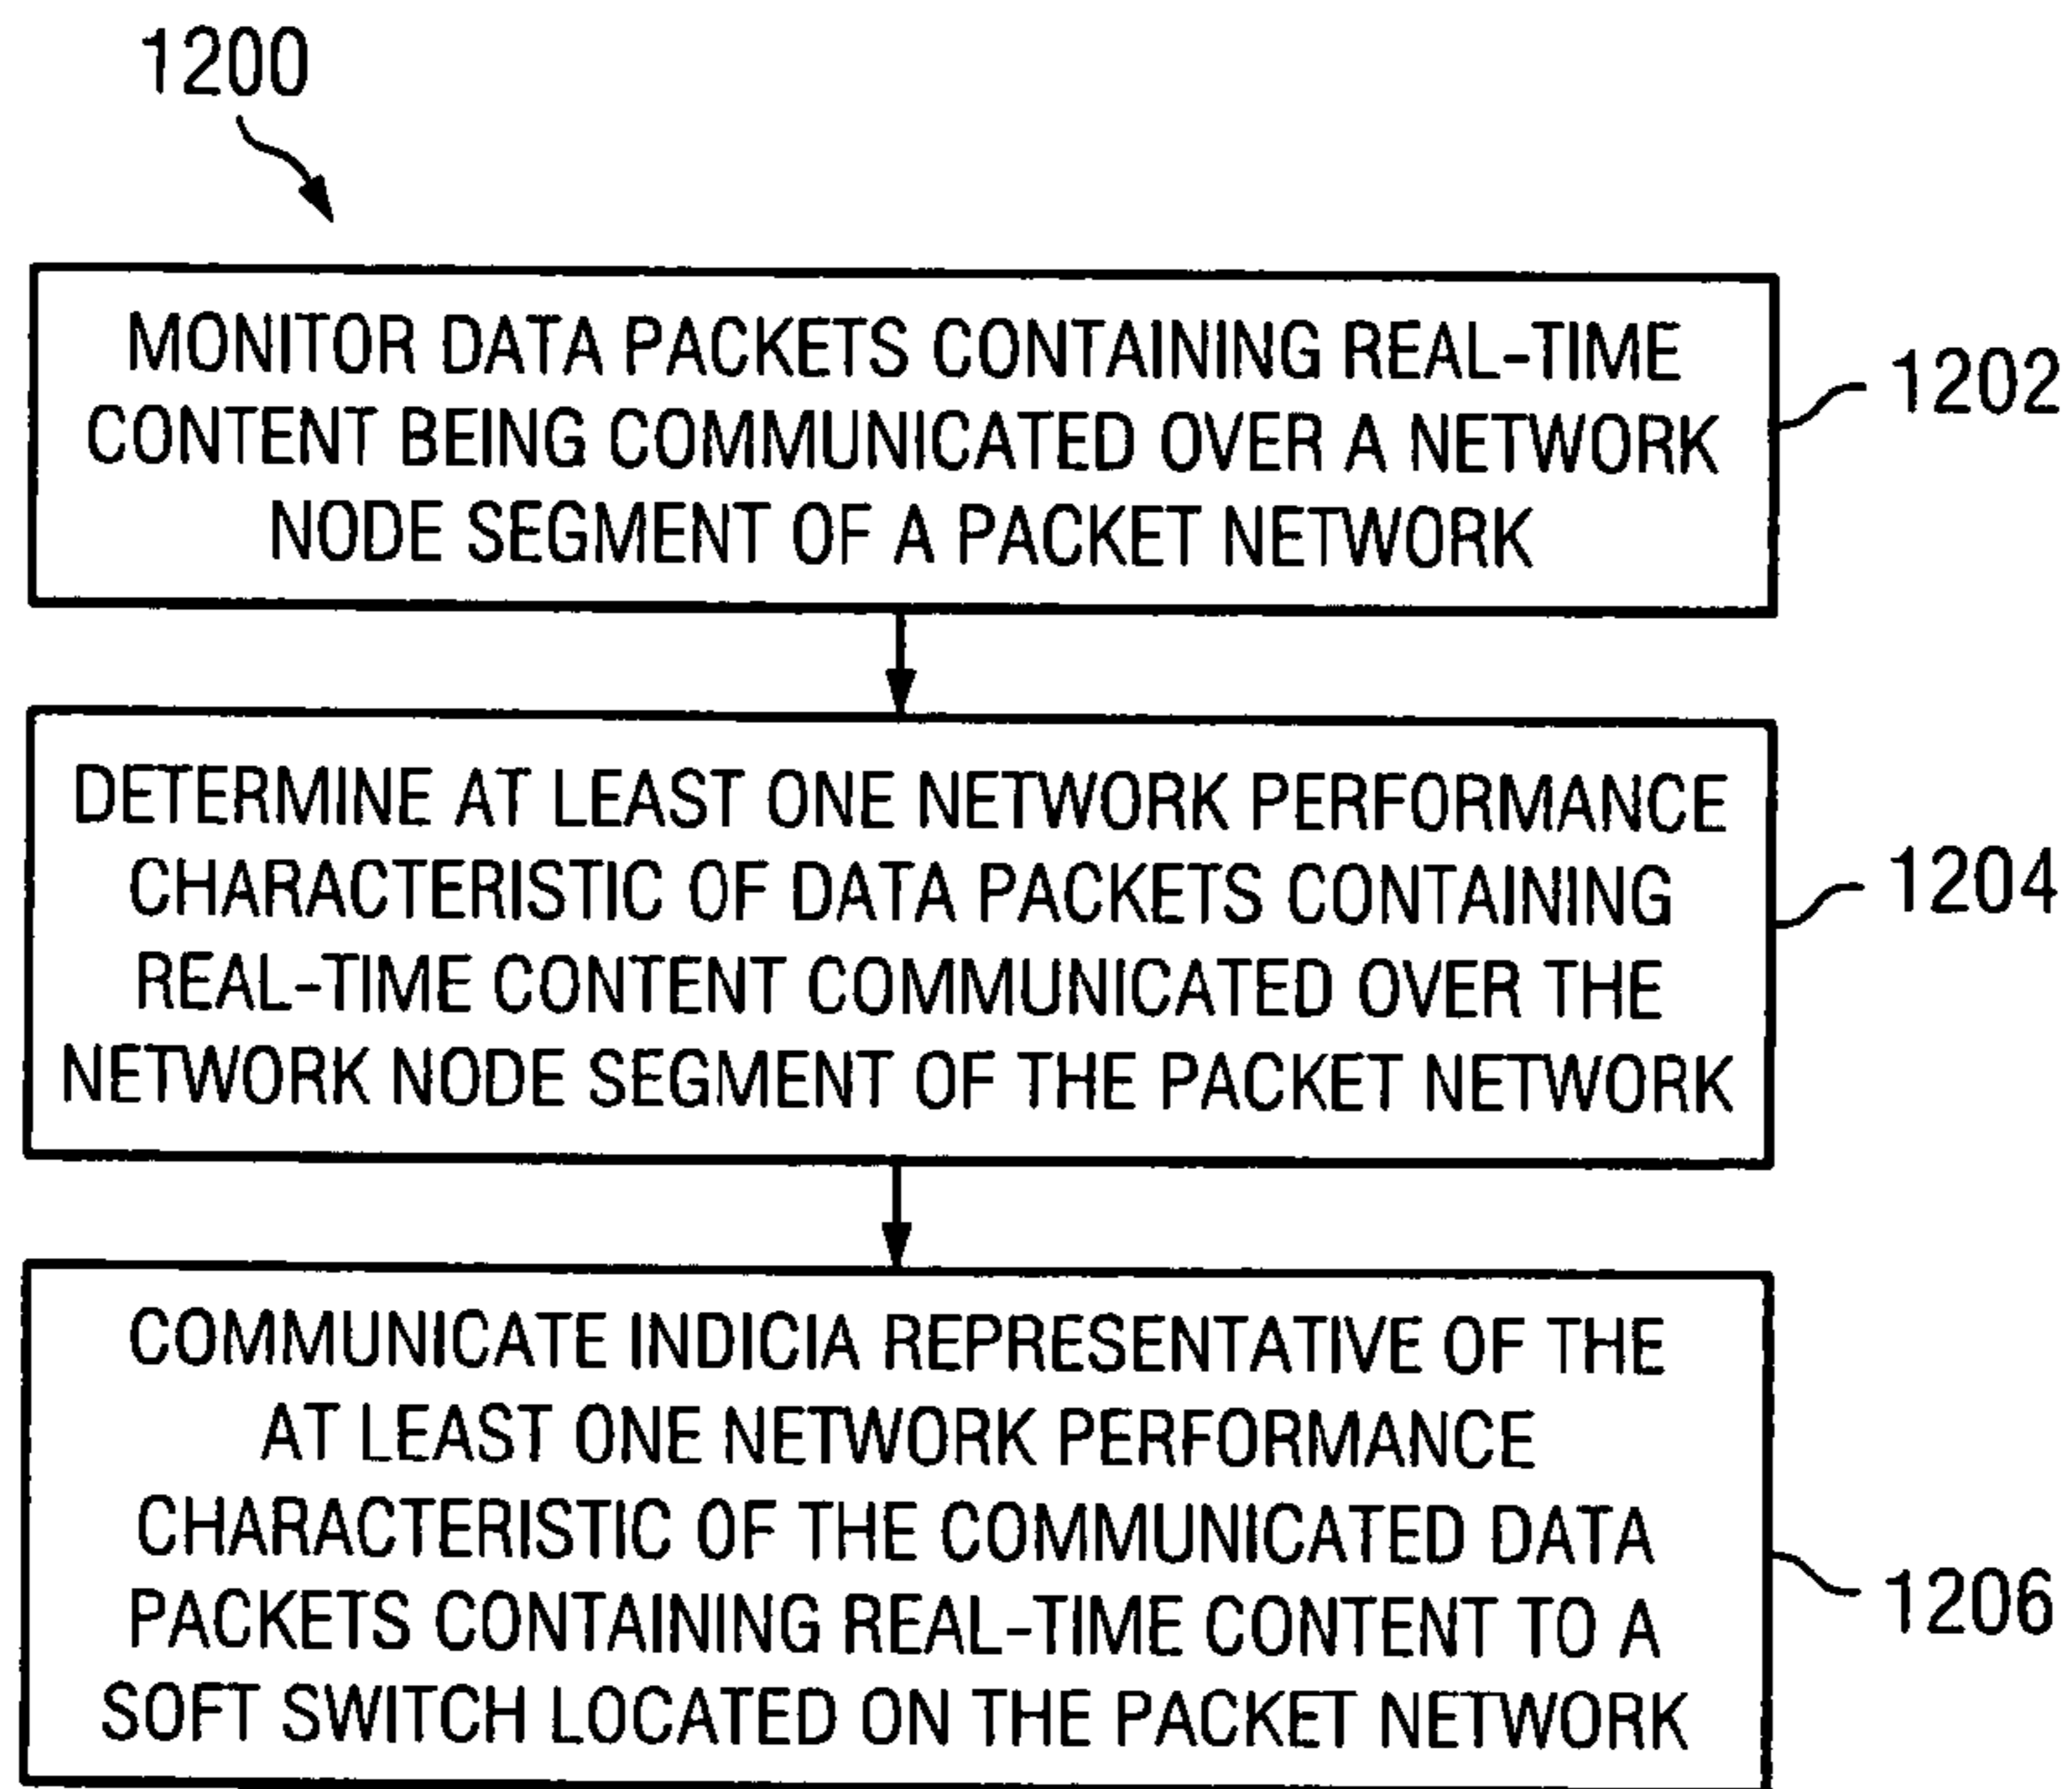 1200
MONITOR DATA PACKETS CONTAINING REAL-TIME
CONTENT BEING COMMUNICATED OVER A NETWORK
NODE SEGMENT OF A PACKET NETWORK
1202
DETERMINE AT LEAST ONE NETWORK PERFORMANCE
CHARACTERISTIC OF DATA PACKETS CONTAINING
REAL-TIME CONTENT COMMUNICATED OVER THE
NETWORK NODE SEGMENT OF THE PACKET NETWORK
1204
COMMUNICATE INDICIA REPRESENTATIVE OF THE
AT LEAST ONE NETWORK PERFORMANCE
CHARACTERISTIC OF THE COMMUNICATED DATA
PACKETS CONTAINING REAL-TIME CONTENT TO A
SOFT SWITCH LOCATED ON THE PACKET NETWORK
1206